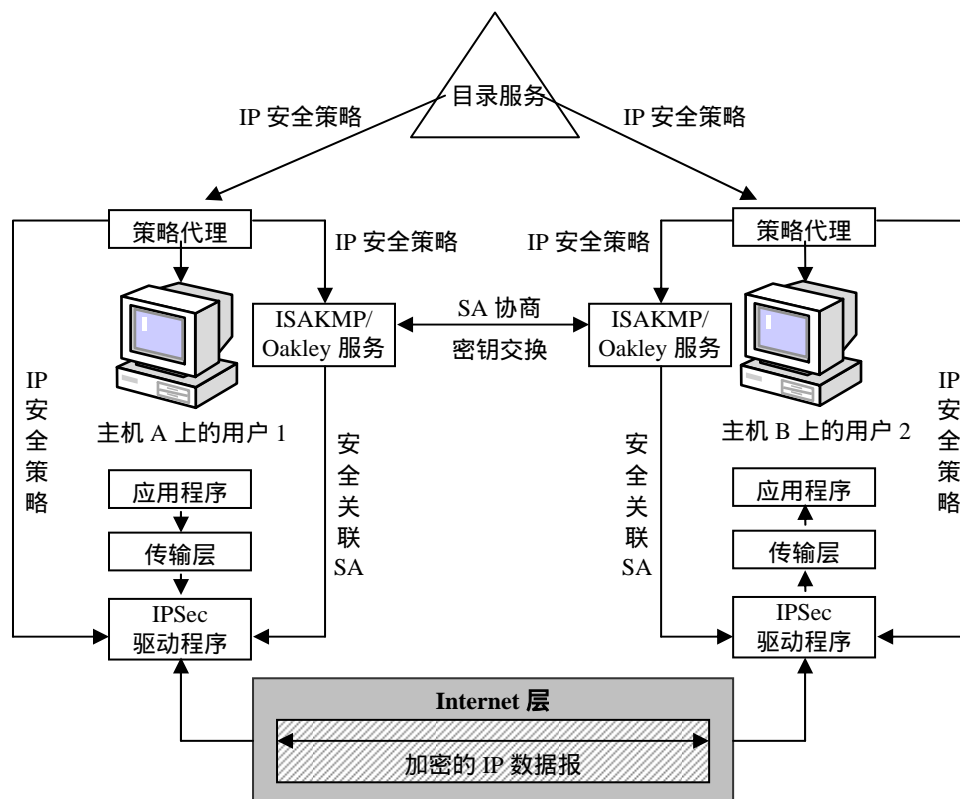 目录服务
IP 安全策略
IP 安全策略
策略代理
策略代理
IP 安全策略
IP 安全策略
ISAKMP/
Oakley 服务
SA 协商
密钥交换
ISAKMP/
Oakley 服务
IP
安
全
策
略
主机 A 上的用户 1
主机 B 上的用户 2
IP
安
全
策
略
应用程序
传输层
IPSec
驱动程序
安
全
关
联
SA
安
全
关
联
SA
应用程序
传输层
IPSec
驱动程序
Internet 层
加密的 IP 数据报